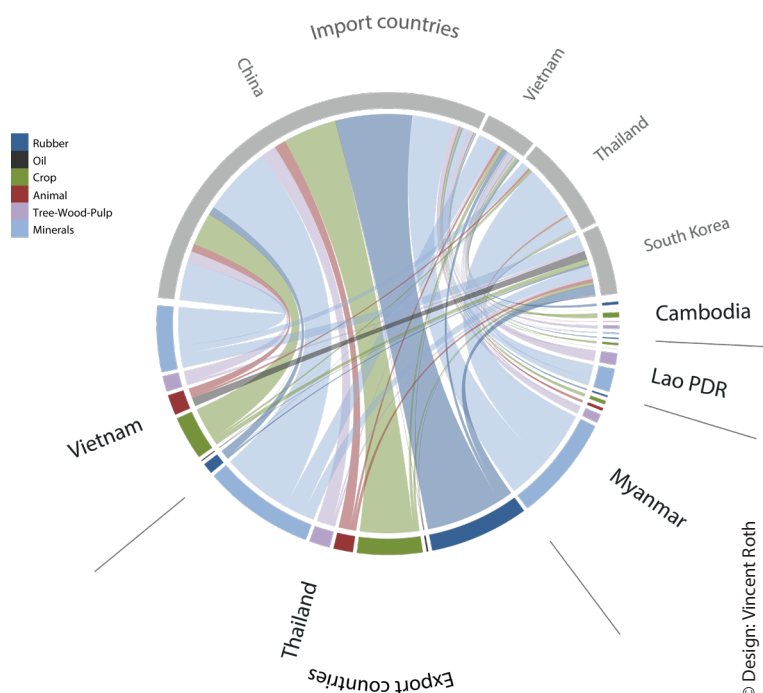 Import countries
China
Vietnam
Thailand
South Korea
Rubber
Oil
Crop
Animal
Tree-Wood-Pulp
Minerals
Cambodia
Lao PDR
Myanmar
Vietnam
Thailand
Export countries
© Design: Vincent Roth